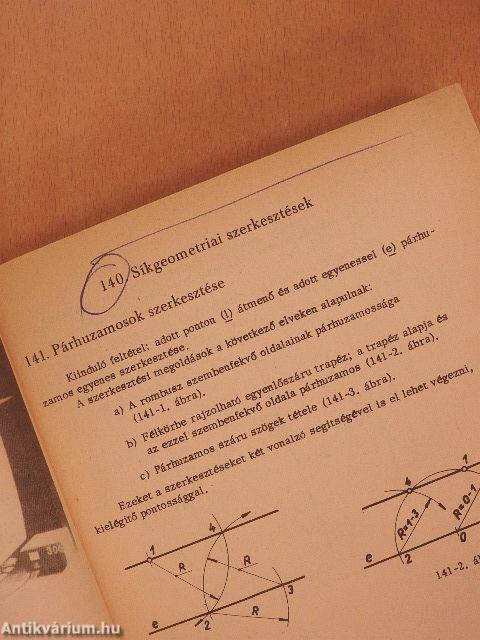 140 Síkgeometriai szerkesztések
141. Párhuzamosok szerkesztése
Kiinduló feltétel: adott ponton (1) átmenő és adott egyenessel (e) párhu-
zamos egyenes szerkesztése.
A szerkesztési megoldások a következő elveken alapulnak:
a) A rombusz szembenfekvő oldalainak párhuzamossága
(141-1. ábra).
b) Félkörbe rajzolható egyenlőszáru trapéz; a trapéz alapja és
az ezzel szembenfekvő oldala párhuzamos (141-2. ábra).
c) Párhuzamos száru szögek tétele (141-3. ábra).
Ezeket a szerkesztéseket két vonalzó segítségével is el lehet végezni,
kielégítő pontossággal.
1 4 R R 3 R e 2
4 1 R=1-3 R=0-1 e 2 0
141-2. áb
300
Antikvárium.hu